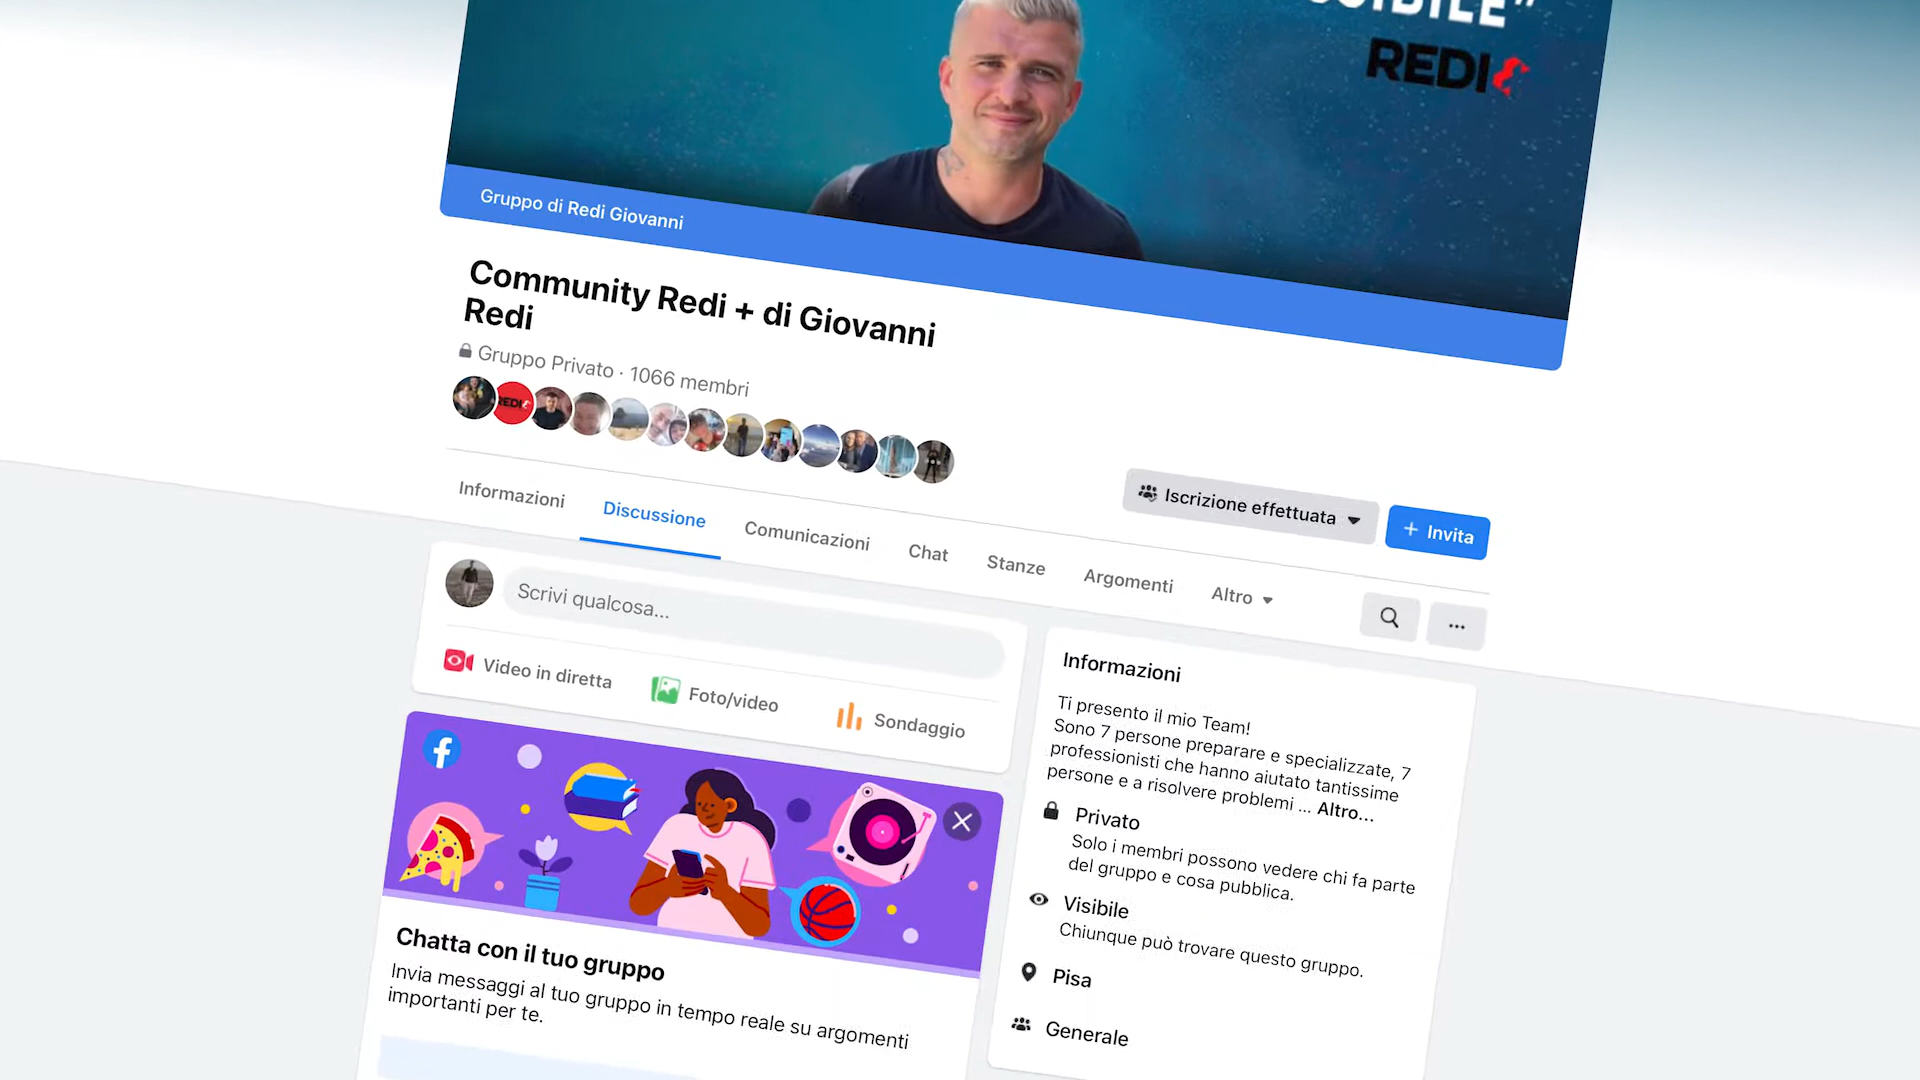 REDI
Gruppo di Redi Giovanni
Community Redi + di Giovanni
Redi
Gruppo Privato · 1066 membri
REDI
Iscrizione effettuata
+ Invita
Informazioni
Discussione
Comunicazioni
Chat
Stanze
Argomenti
Altro
Scrivi qualcosa...
Video in diretta
Foto/video
Sondaggio
Informazioni
Ti presento il mio Team!
Sono 7 persone preparare e specializzate, 7
professionisti che hanno aiutato tantissime
persone e a risolvere problemi ... Altro...
Privato
Solo i membri possono vedere chi fa parte
del gruppo e cosa pubblica.
Visibile
Chiunque può trovare questo gruppo.
Pisa
Generale
Chatta con il tuo gruppo
Invia messaggi al tuo gruppo in tempo reale su argomenti
importanti per te.